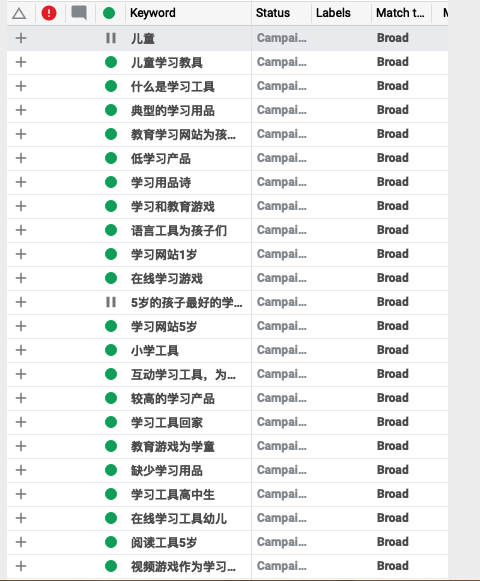 Keyword Status Labels Match t... M
儿童 Campai... Broad
儿童学习教具 Campai... Broad
什么是学习工具 Campai... Broad
典型的学习用品 Campai... Broad
教育学习网站为孩... Campai... Broad
低学习产品 Campai... Broad
学习用品诗 Campai... Broad
学习和教育游戏 Campai... Broad
语言工具为孩子们 Campai... Broad
学习网站1岁 Campai... Broad
在线学习游戏 Campai... Broad
5岁的孩子最好的学... Campai... Broad
学习网站5岁 Campai... Broad
小学工具 Campai... Broad
互动学习工具，为... Campai... Broad
较高的学习产品 Campai... Broad
学习工具回家 Campai... Broad
教育游戏为学童 Campai... Broad
缺少学习用品 Campai... Broad
学习工具高中生 Campai... Broad
在线学习工具幼儿 Campai... Broad
阅读工具5岁 Campai... Broad
视频游戏作为学习... Campai... Broad